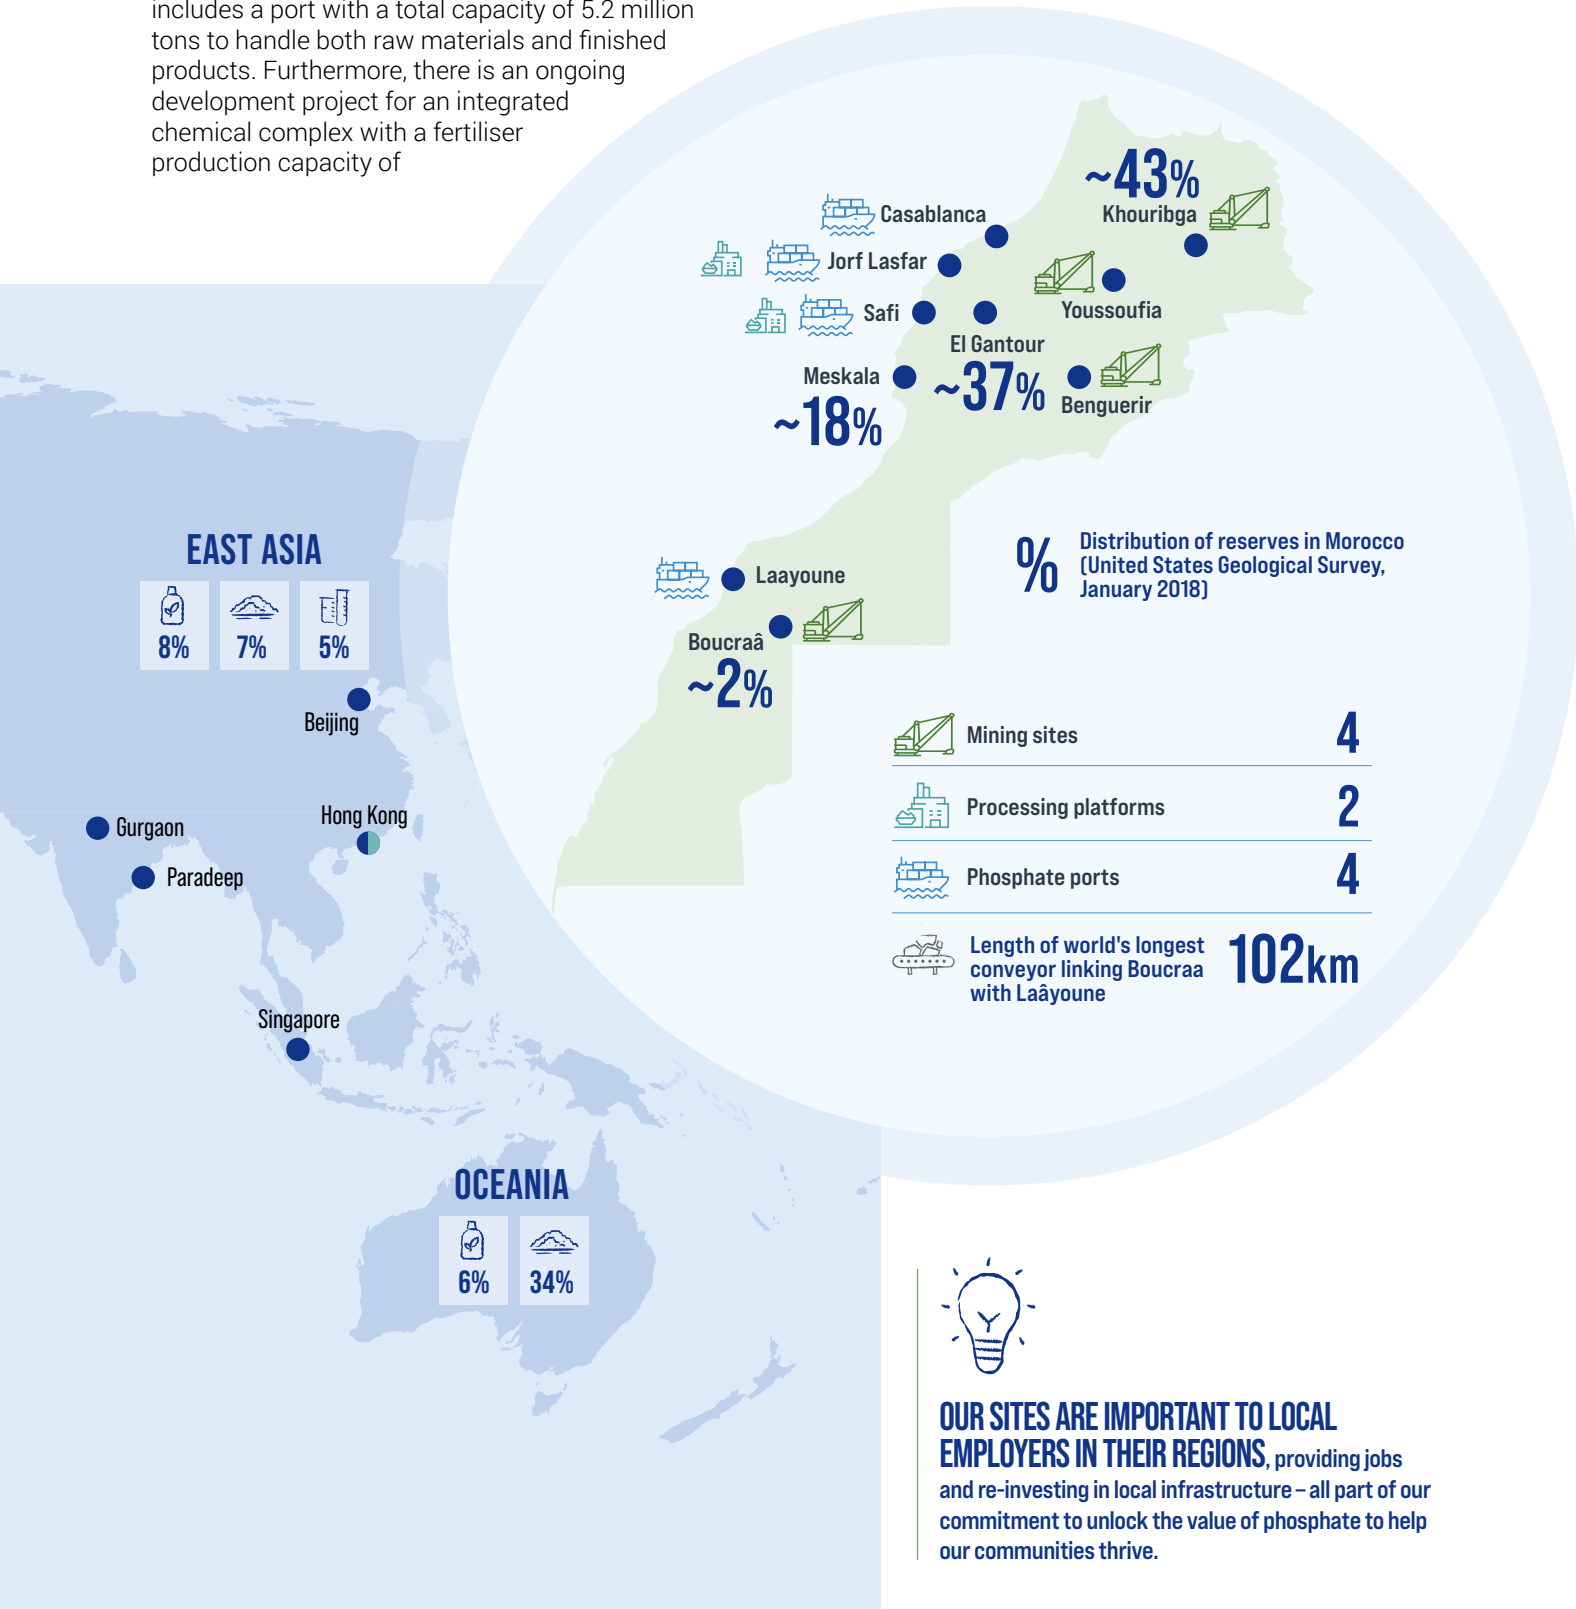 includes a port with a total capacity of 5.2 million
tons to handle both raw materials and finished
products. Furthermore, there is an ongoing
development project for an integrated
chemical complex with a fertiliser
production capacity of
~43%
Khouribga
Casablanca
Jorf Lasfar
Youssoufia
Safi
El Gantour
~37%
Meskala
~18%
Benguerir
Laayoune
Boucraâ
~2%
% Distribution of reserves in Morocco
(United States Geological Survey,
January 2018)
Mining sites 4
Processing platforms 2
Phosphate ports 4
Length of world's longest
conveyor linking Boucraa
with Laâyoune
102km
EAST ASIA
8% 7% 5%
Beijing
Hong Kong
Gurgaon
Paradeep
Singapore
OCEANIA
6% 34%
OUR SITES ARE IMPORTANT TO LOCAL
EMPLOYERS IN THEIR REGIONS, providing jobs
and re-investing in local infrastructure – all part of our
commitment to unlock the value of phosphate to help
our communities thrive.